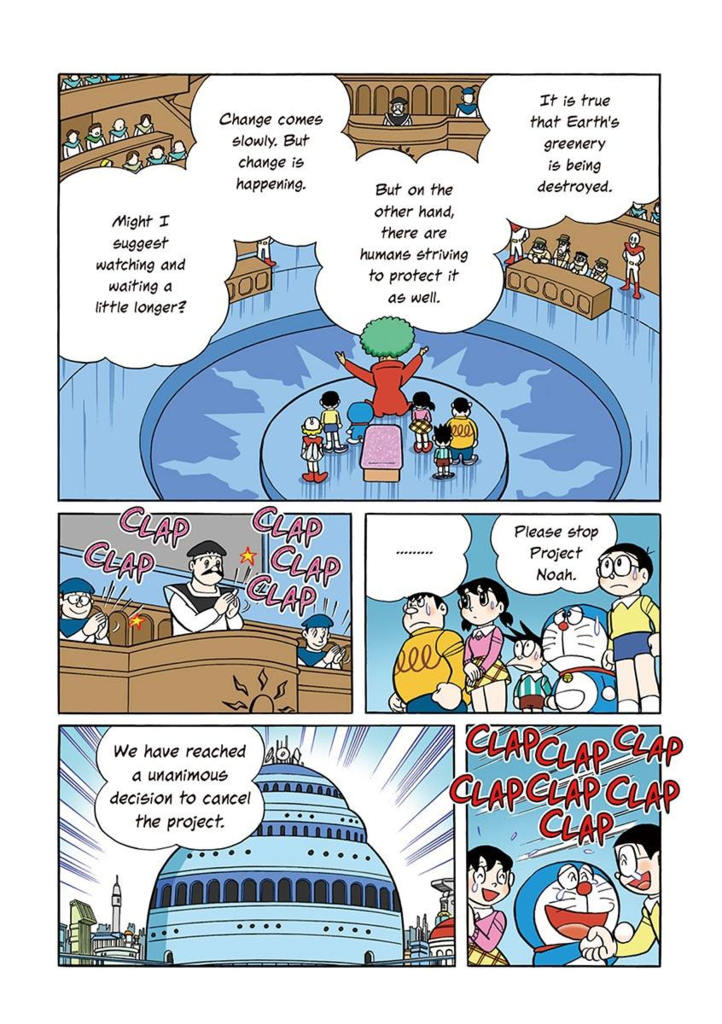 It is true
that Earth's
greenery
is being
destroyed.
But on the
other hand,
there are
humans striving
to protect it
as well.
Change comes
slowly. But
change is
happening.
Might I
suggest
watching and
waiting a
little longer?
Please stop
Project
Noah.
.........
CLAP
CLAP
CLAP
CLAP
CLAP
CLAP CLAP CLAP
CLAP CLAP CLAP
CLAP
We have reached
a unanimous
decision to cancel
the project.